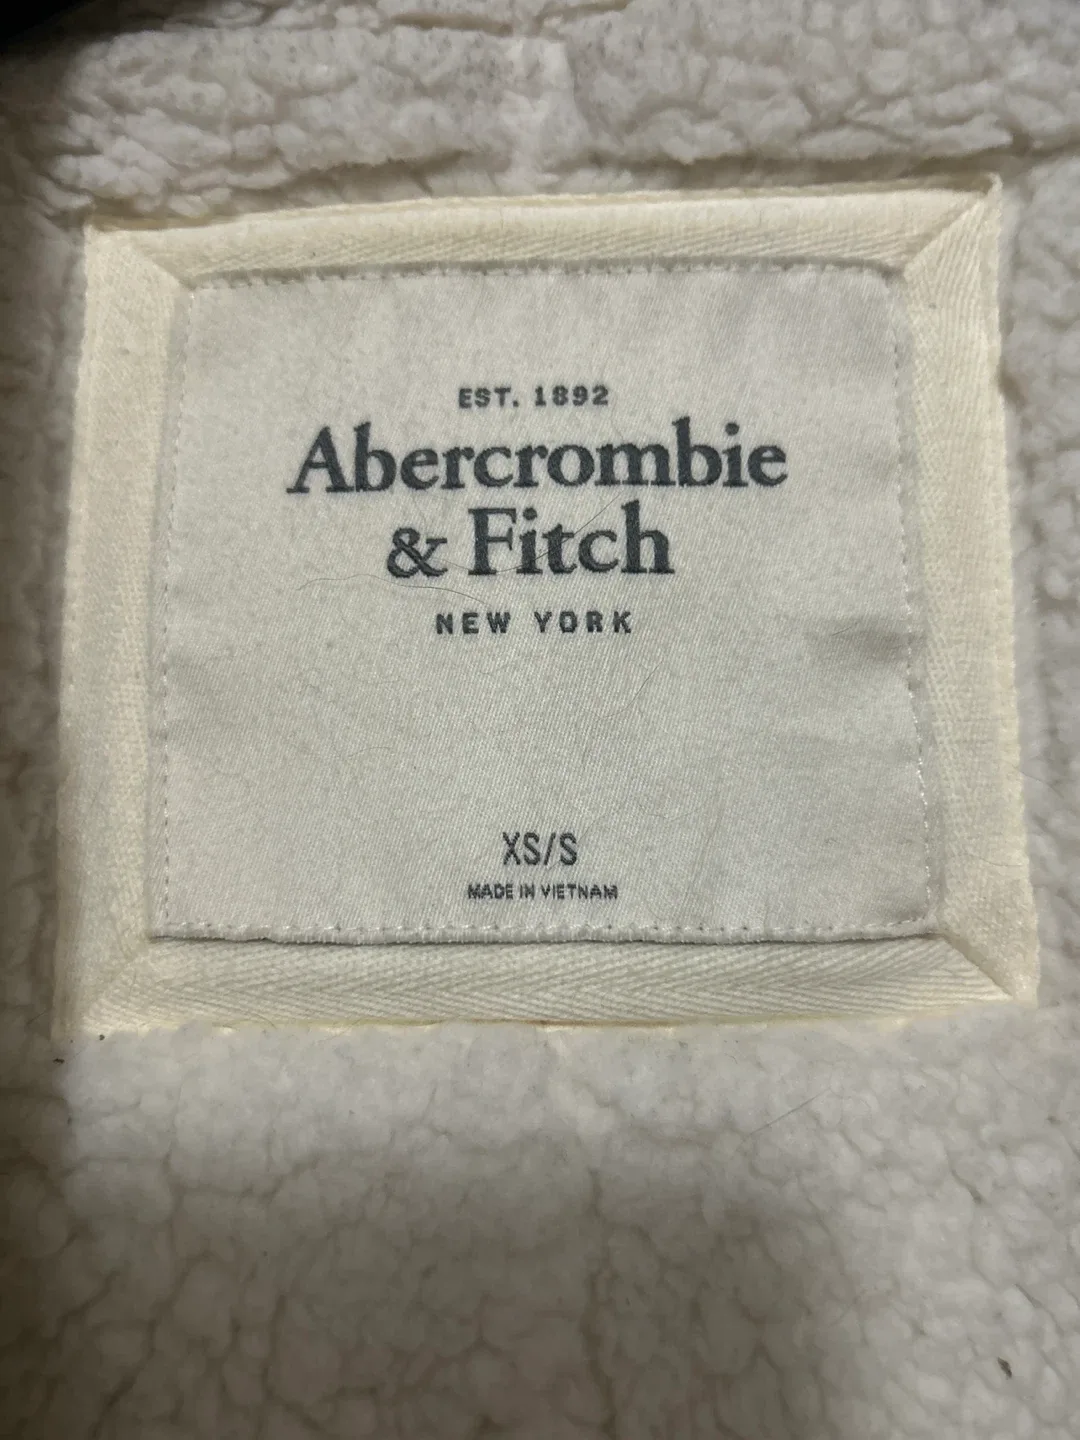 EST. 1892
Abercrombie
& Fitch
NEW YORK
XS/S
MADE IN VIETNAM